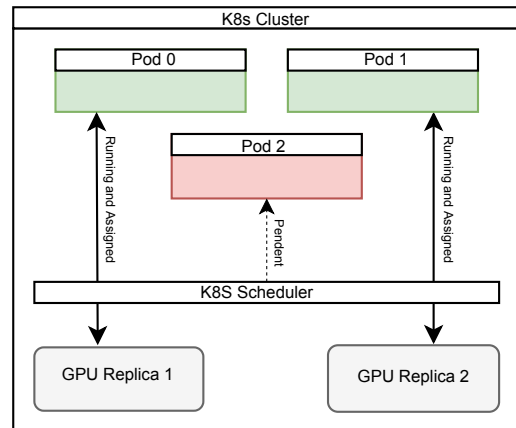 K8s Cluster
Pod 0
Pod 1
Running and Assigned
Pod 2
Running and Assigned
Pendent
K8S Scheduler
GPU Replica 1
GPU Replica 2